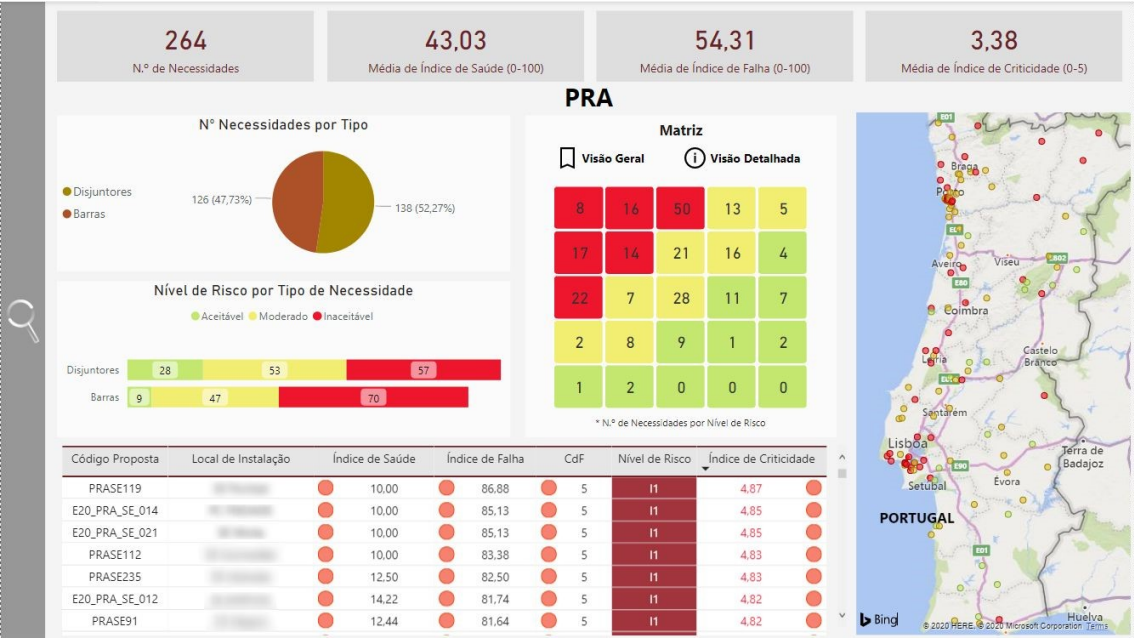 264
N.º de Necessidades
43,03
Média de Índice de Saúde (0-100)
54,31
Média de Índice de Falha (0-100)
3,38
Média de Índice de Criticidade (0-5)
PRA
N° Necessidades por Tipo
Disjuntores
Barras
126 (47,73%)
138 (52,27%)
Nível de Risco por Tipo de Necessidade
Aceitável Moderado Inaceitável
Disjuntores 28 53 57
Barras 9 47 70
Matriz
Visão Geral Visão Detalhada
8 16 50 13 5
17 14 21 16 4
22 7 28 11 7
2 8 9 1 2
1 2 0 0 0
* N.º de Necessidades por Nível de Risco
Código Proposta Local de Instalação Índice de Saúde Índice de Falha CdF Nível de Risco Índice de Criticidade
PRASE119 10,00 86,88 5 I1 4,87
E20_PRA_SE_014 10,00 85,13 5 I1 4,85
E20_PRA_SE_021 10,00 85,13 5 I1 4,85
PRASE112 10,00 83,38 5 I1 4,83
PRASE235 12,50 82,50 5 I1 4,83
E20_PRA_SE_012 14,22 81,74 5 I1 4,82
PRASE91 12,44 81,64 5 I1 4,82
E01
Braga
Porto
Aveiro
Viseu
E802
E80
Coimbra
Leiria
Castelo
Branco
Santarém
Lisboa
E90
Terra de
Badajoz
Setúbal
Évora
PORTUGAL
E01
Huelva
Bing
© 2020 HERE, © 2020 Microsoft Corporation Terms